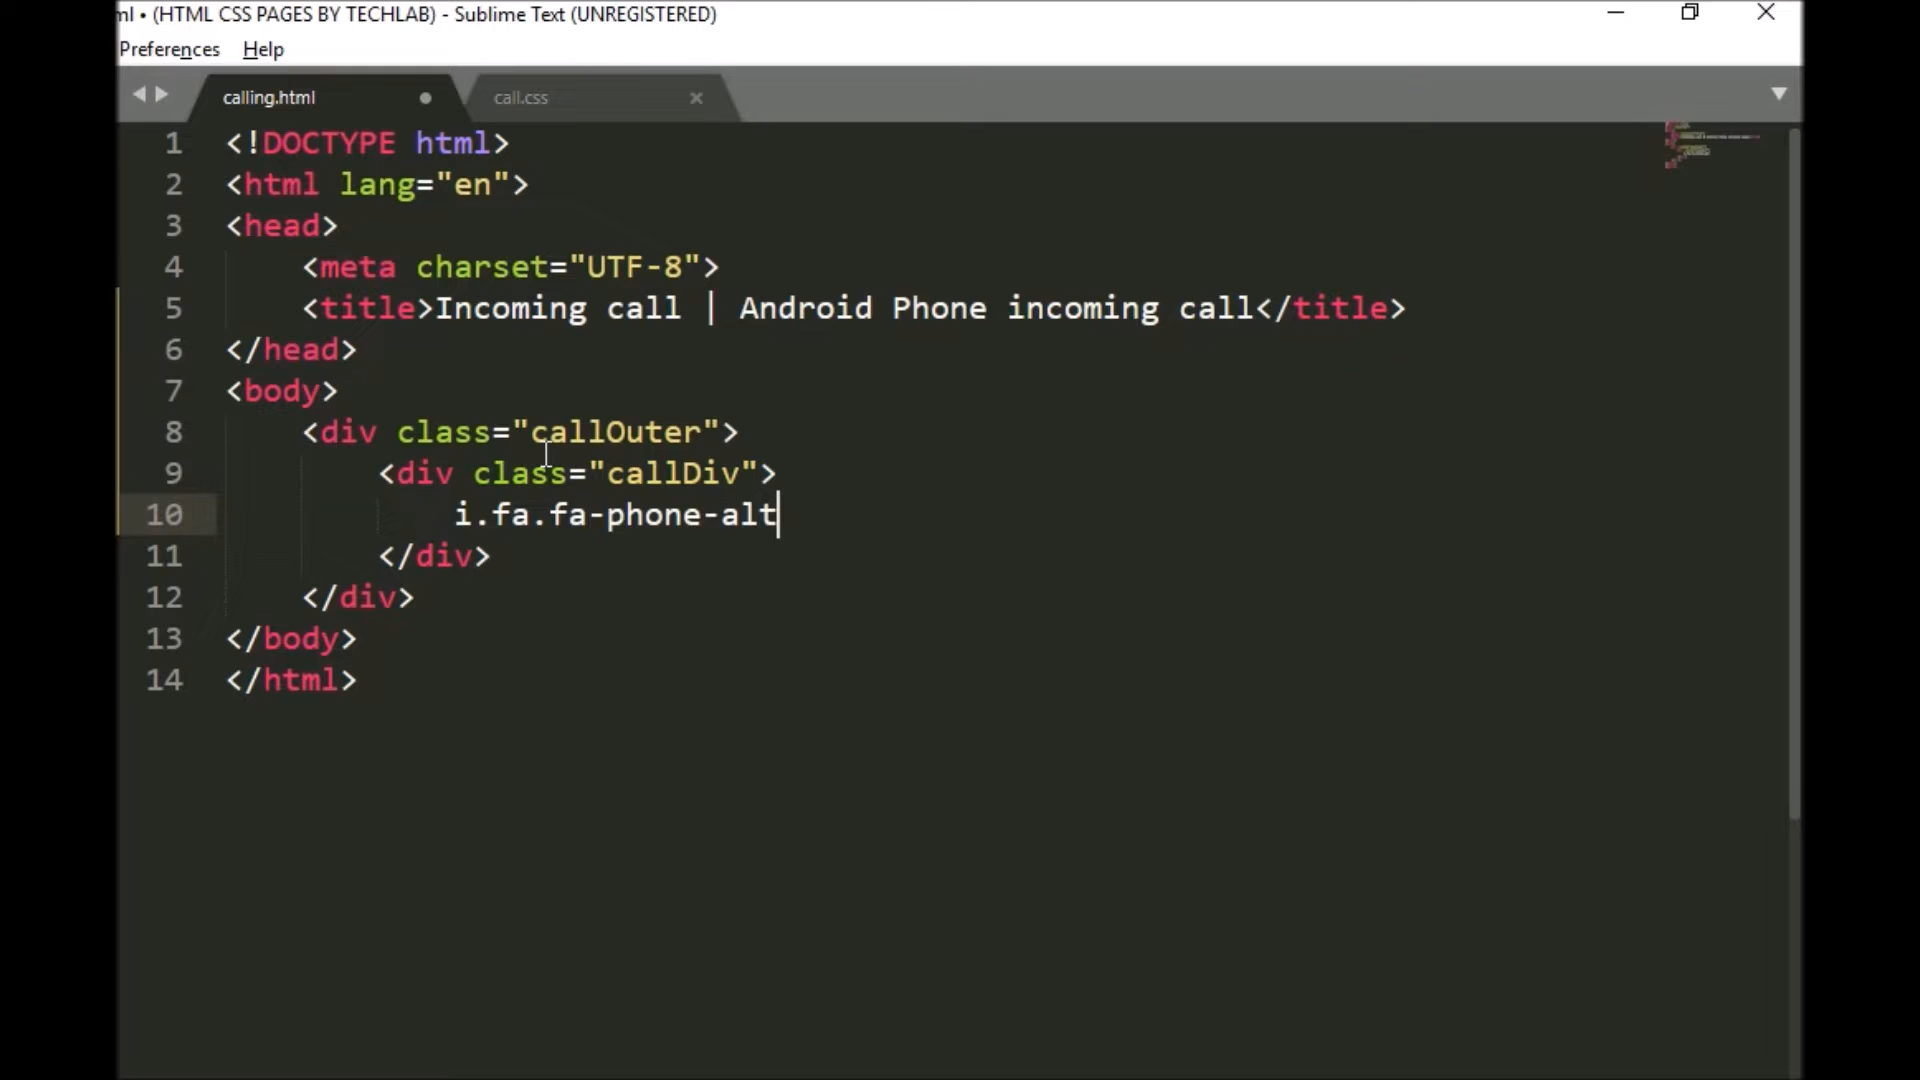 ml • (HTML CSS PAGES BY TECHLAB) - Sublime Text (UNREGISTERED)
Preferences Help
calling.html call.css
1 <!DOCTYPE html>
2 <html lang="en">
3 <head>
4 <meta charset="UTF-8">
5 <title>Incoming call | Android Phone incoming call</title>
6 </head>
7 <body>
8 <div class="callOuter">
9 <div class="callDiv">
10 i.fa.fa-phone-alt
11 </div>
12 </div>
13 </body>
14 </html>